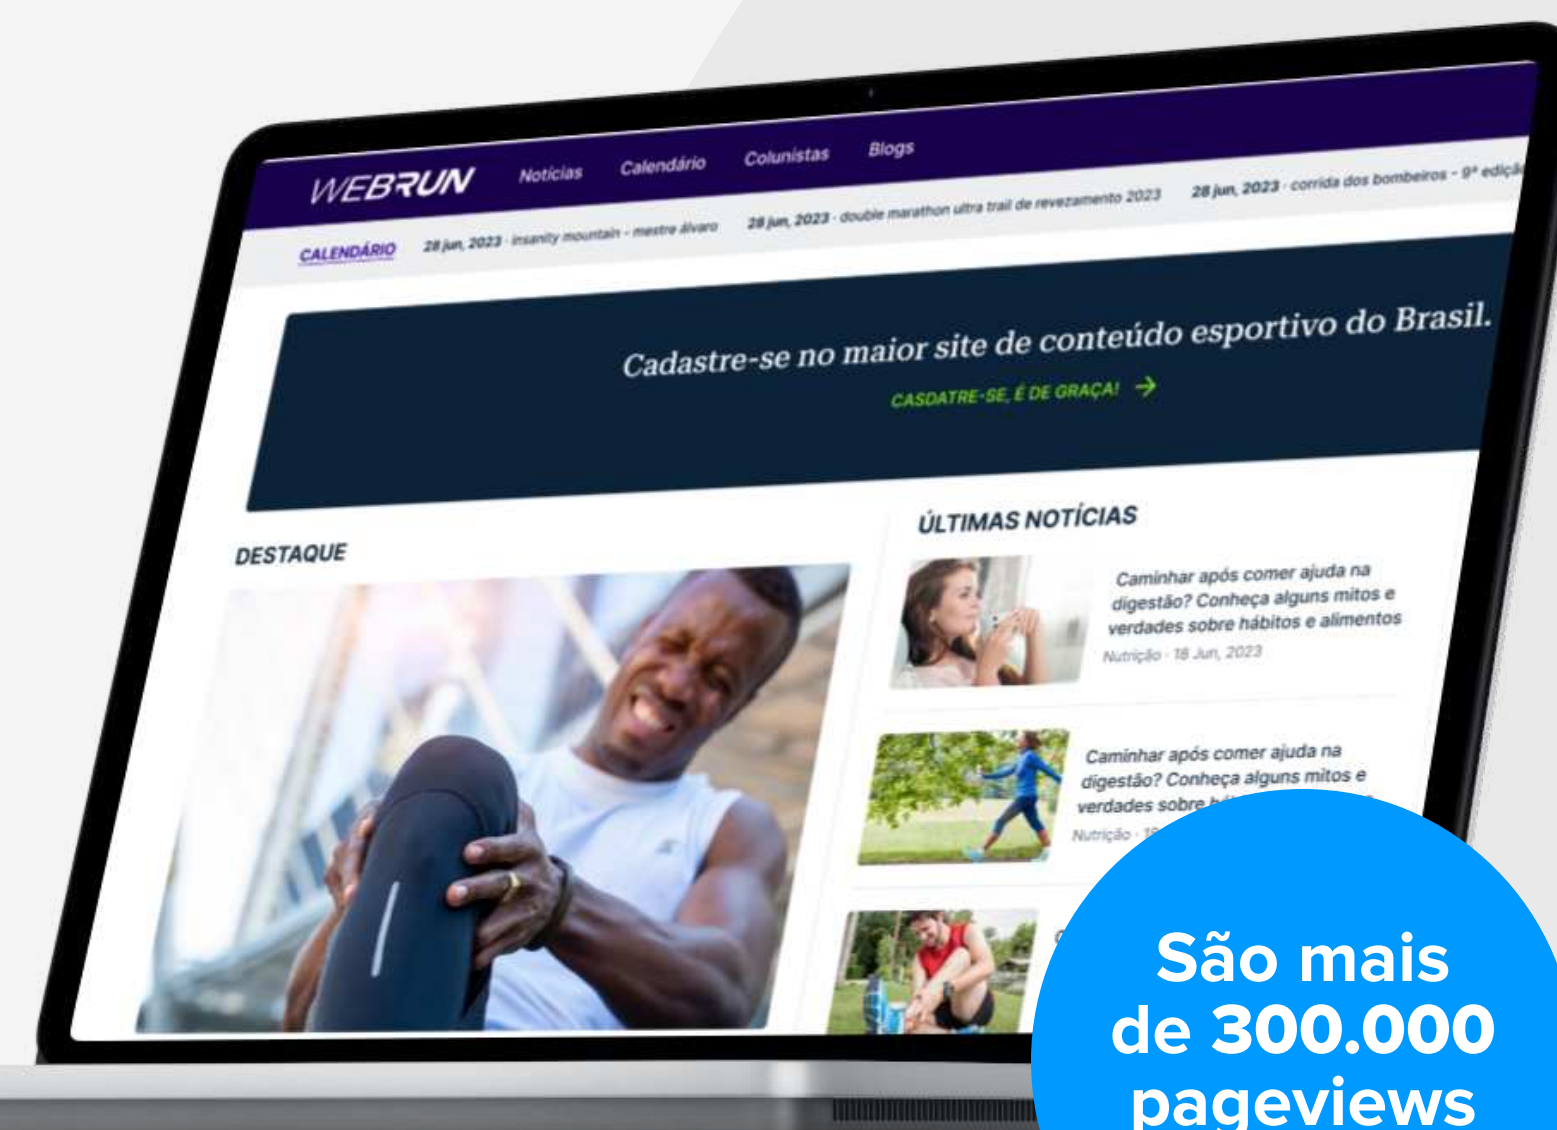 WEBRUN Notícias Calendário Colunistas Blogs
CALENDÁRIO 28 jun, 2023 · insanity mountain - mestre álvaro 28 jun, 2023 · double marathon ultra trail de revezamento 2023 28 jun, 2023 · corrida dos bombeiros - 9ª edição
Cadastre-se no maior site de conteúdo esportivo do Brasil.
CASDATRE-SE, É DE GRAÇA! →
DESTAQUE
ÚLTIMAS NOTÍCIAS
Caminhar após comer ajuda na
digestão? Conheça alguns mitos e
verdades sobre hábitos e alimentos
Nutrição · 18 Jun, 2023
Caminhar após comer ajuda na
digestão? Conheça alguns mitos e
verdades sobre
Nutrição ·
São mais
de 300.000
pageviews